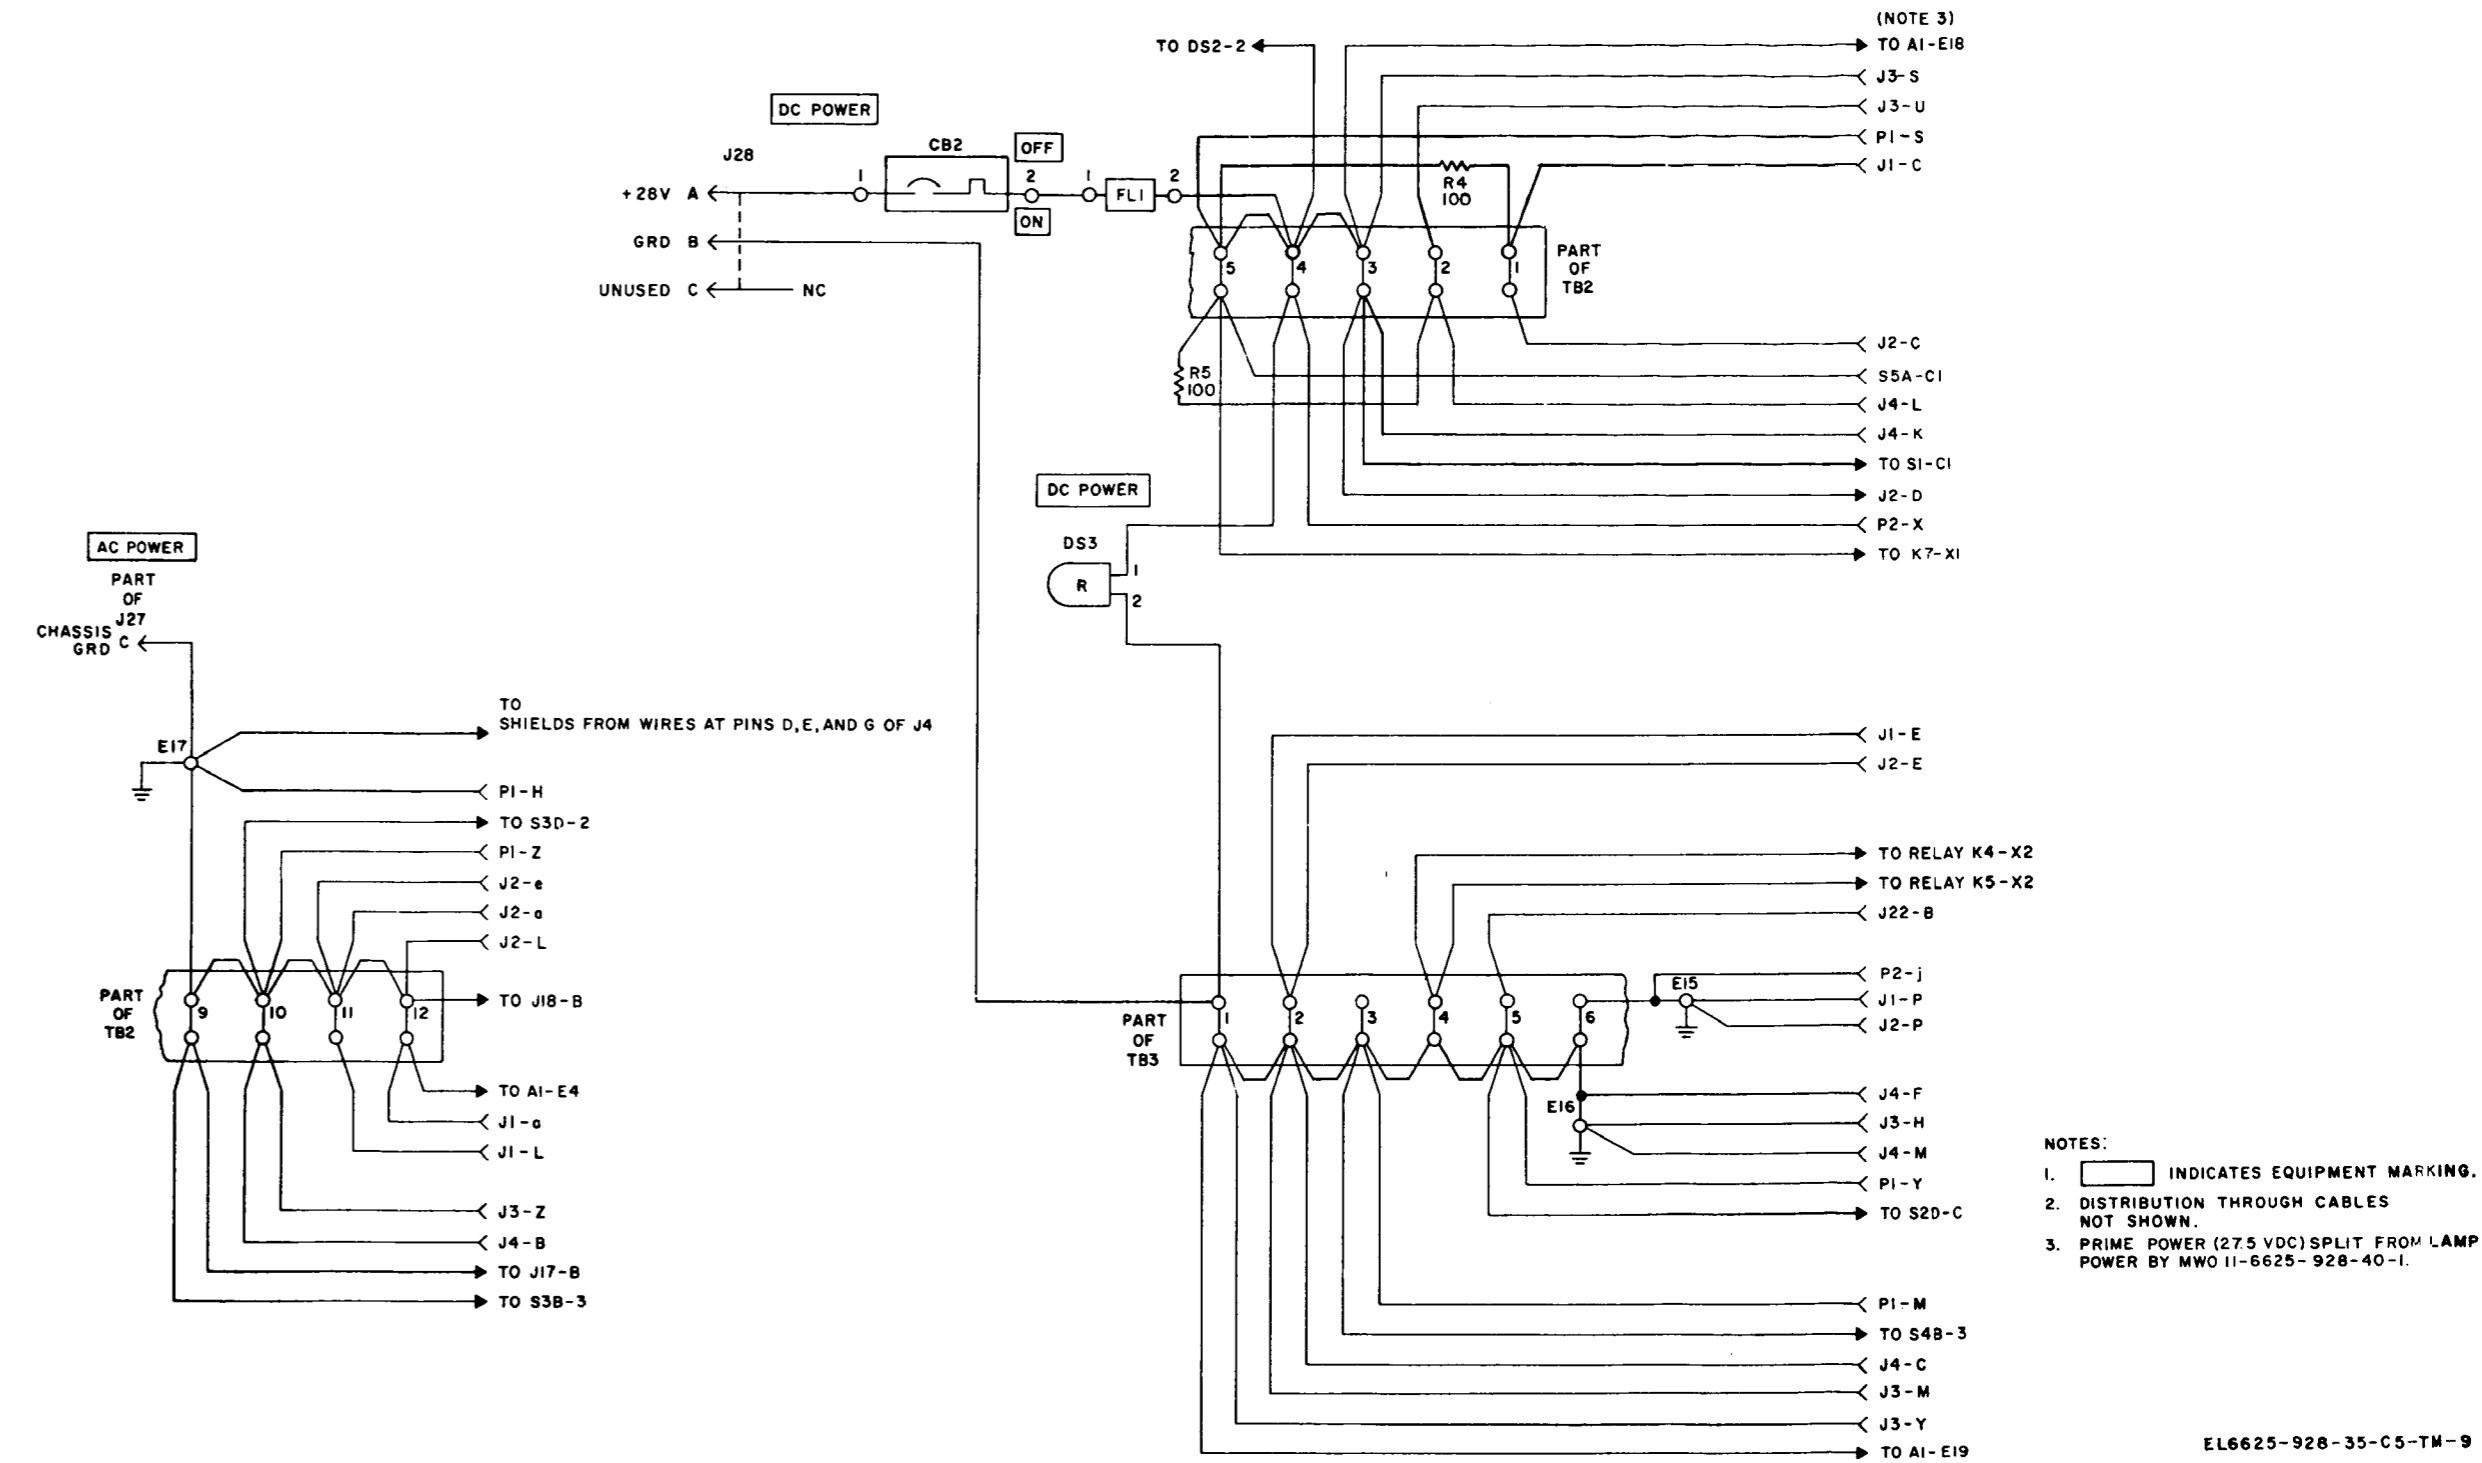 (NOTE 3)
TO DS2-2
TO A1-E18
J3-S
J3-U
P1-S
J1-C
DC POWER
J28
CB2
OFF
ON
+28V A
1
2
1
FL1
2
R4
100
GRD B
UNUSED C
NC
5
4
3
2
1
PART
OF
TB2
R5
100
J2-C
S5A-C1
J4-L
J4-K
TO S1-C1
J2-D
P2-X
TO K7-X1
DC POWER
DS3
R
1
2
AC POWER
PART
OF
J27
CHASSIS
GRD C
E17
TO
SHIELDS FROM WIRES AT PINS D, E, AND G OF J4
P1-H
TO S3D-2
P1-Z
J2-e
J2-a
J2-L
TO J18-B
PART
OF
TB2
9
10
11
12
TO A1-E4
J1-a
J1-L
J3-Z
J4-B
TO J17-B
TO S3B-3
J1-E
J2-E
TO RELAY K4-X2
TO RELAY K5-X2
J22-B
P2-j
E15
J1-P
J2-P
PART
OF
TB3
1
2
3
4
5
6
J4-F
E16
J3-H
J4-M
P1-Y
TO S2D-C
P1-M
TO S4B-3
J4-C
J3-M
J3-Y
TO A1-E19
NOTES:
1. INDICATES EQUIPMENT MARKING.
2. DISTRIBUTION THROUGH CABLES
NOT SHOWN.
3. PRIME POWER (27.5 VDC) SPLIT FROM LAMP
POWER BY MWO 11-6625-928-40-1.
EL6625-928-35-C5-TM-9